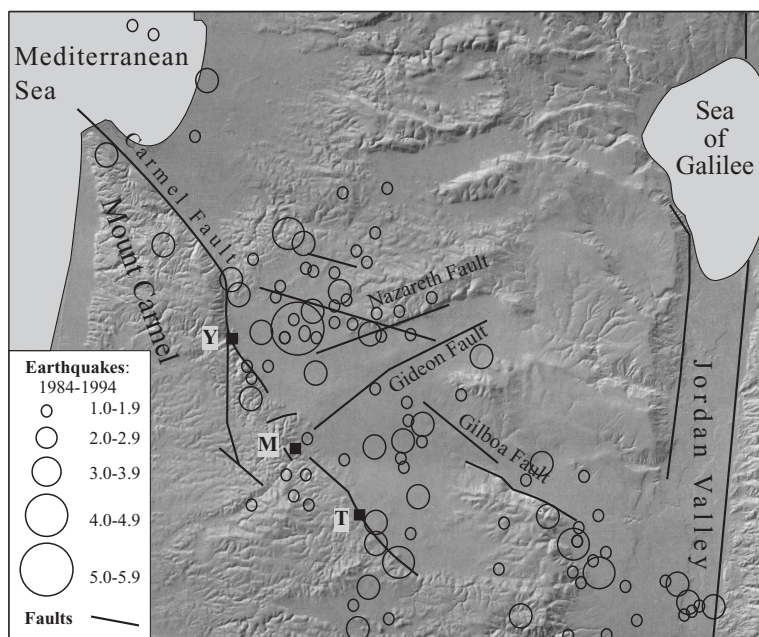 Mediterranean
Sea
Sea
of
Galilee
Carmel Fault
Mount Carmel
Nazareth Fault
Y
Gideon Fault
Jordan Valley
Gilboa Fault
M
T
Earthquakes:
1984-1994
1.0-1.9
2.0-2.9
3.0-3.9
4.0-4.9
5.0-5.9
Faults